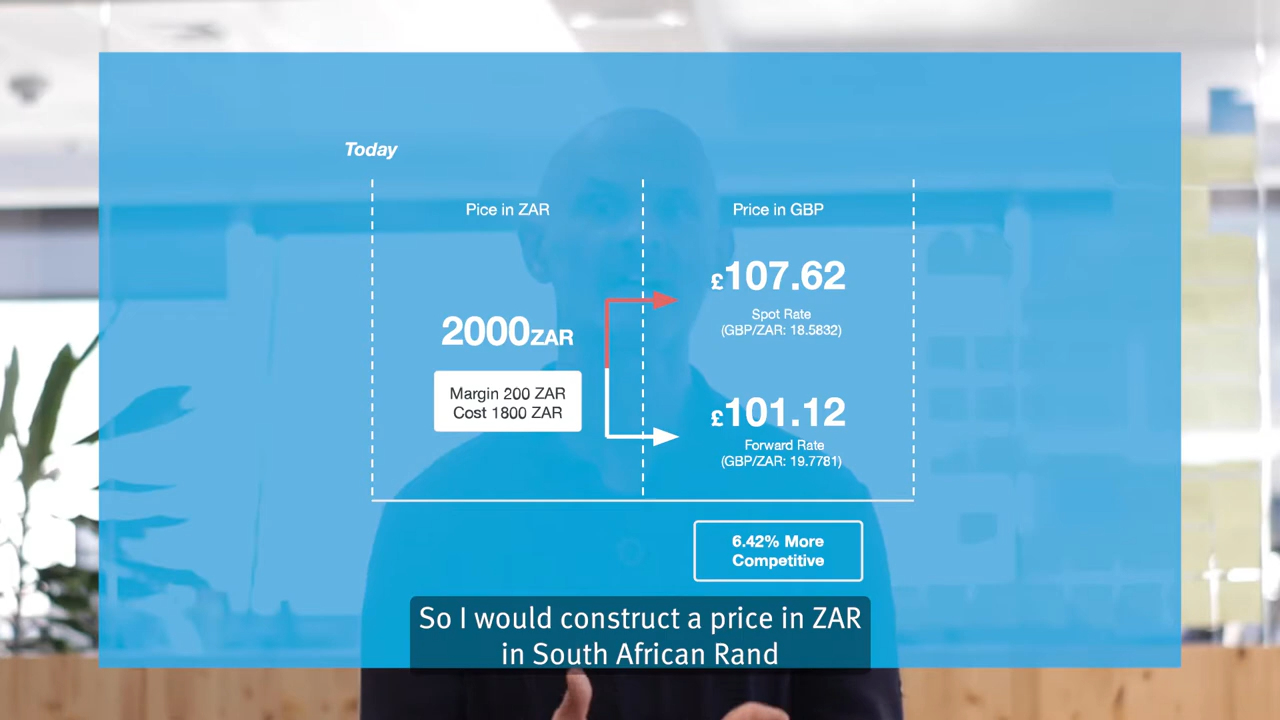 Today
Pice in ZAR
Price in GBP
2000ZAR
Margin 200 ZAR
Cost 1800 ZAR
£107.62
Spot Rate
(GBP/ZAR: 18.5832)
£101.12
Forward Rate
(GBP/ZAR: 19.7781)
6.42% More
Competitive
So I would construct a price in ZAR
in South African Rand